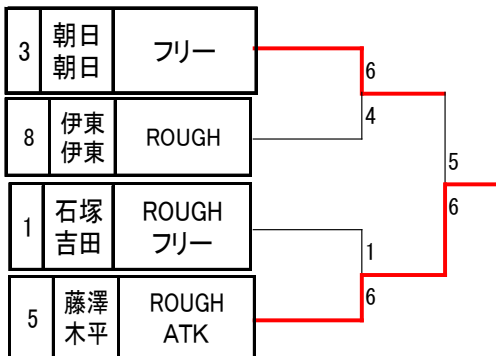 3 朝日 フリー
朝日
6
4
8 伊東 ROUGH
伊東
5
6
1 石塚 ROUGH
吉田 フリー
1
6
5 藤澤 ROUGH
木平 ATK